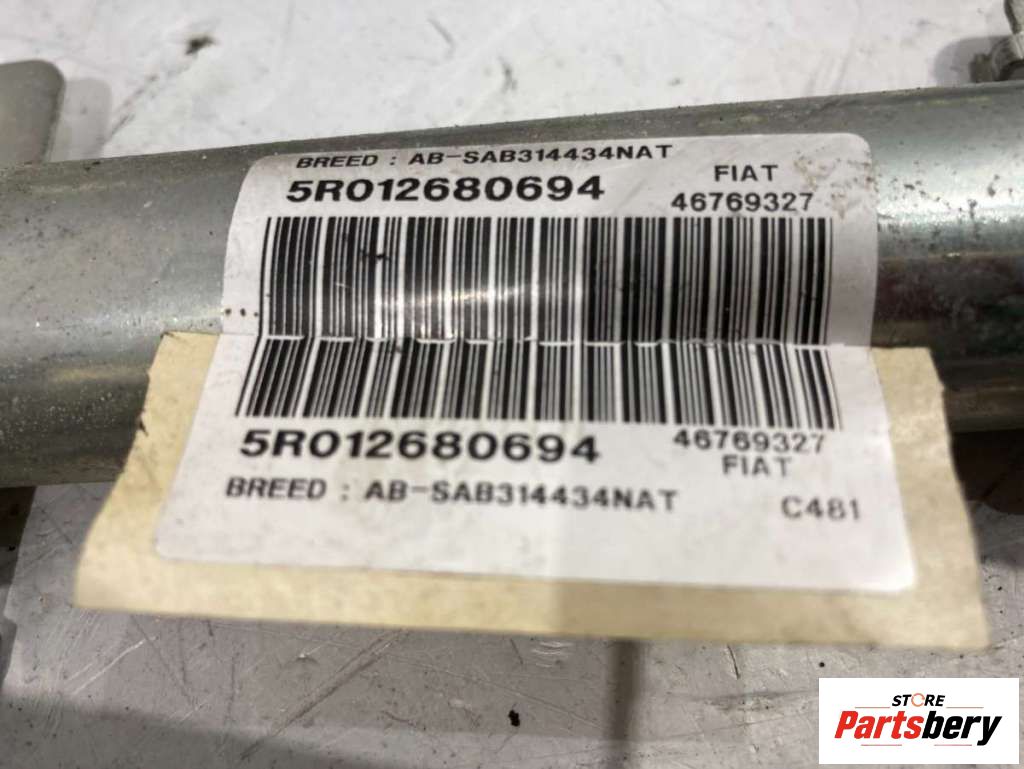 BREED : AB-SAB314434NAT
FIAT
5R012680694
46769327
5R012680694
46769327
FIAT
BREED : AB-SAB314434NAT
C481
STORE
Partsbery